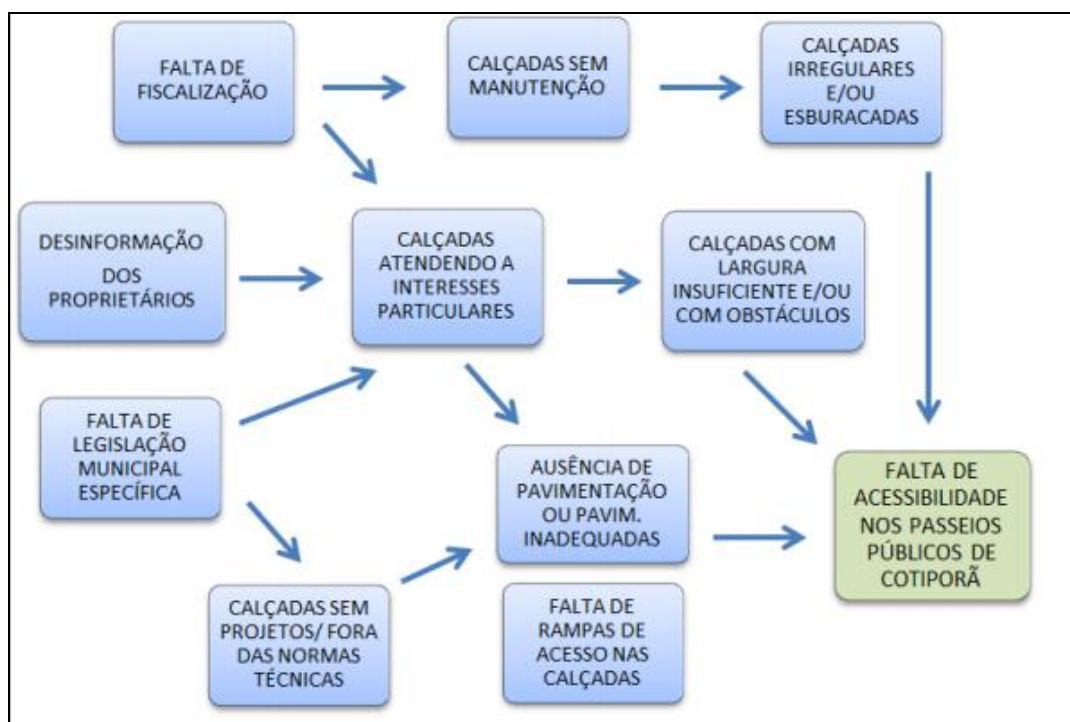 FALTA DE
FISCALIZAÇÃO
CALÇADAS SEM
MANUTENÇÃO
CALÇADAS
IRREGULARES
E/OU
ESBURACADAS
DESINFORMAÇÃO
DOS
PROPRIETÁRIOS
CALÇADAS
ATENDENDO A
INTERESSES
PARTICULARES
CALÇADAS COM
LARGURA
INSUFICIENTE E/OU
COM OBSTÁCULOS
FALTA DE
LEGISLAÇÃO
MUNICIPAL
ESPECÍFICA
AUSÊNCIA DE
PAVIMENTAÇÃO
OU PAVIM.
INADEQUADAS
FALTA DE
ACESSIBILIDADE
NOS PASSEIOS
PÚBLICOS DE
COTIPORÃ
CALÇADAS SEM
PROJETOS/ FORA
DAS NORMAS
TÉCNICAS
FALTA DE
RAMPAS DE
ACESSO NAS
CALÇADAS